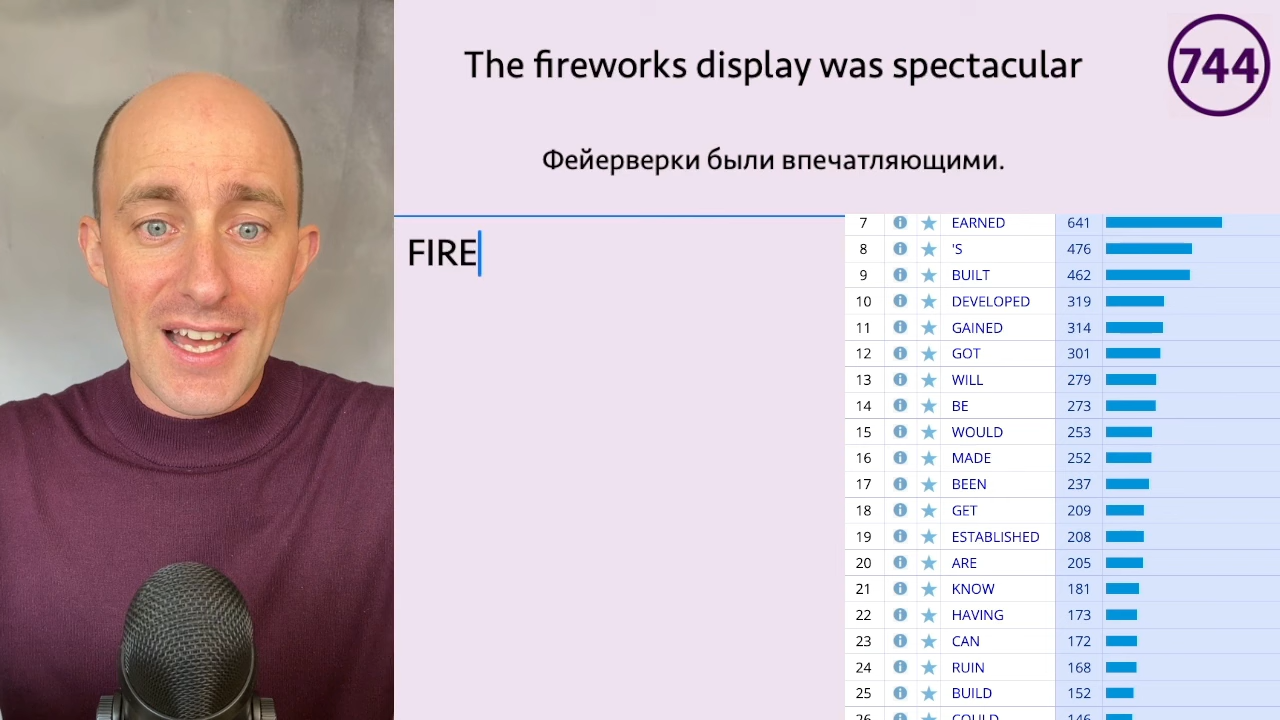 The fireworks display was spectacular
744
Фейерверки были впечатляющими.
FIRE
7 EARNED 641
8 'S 476
9 BUILT 462
10 DEVELOPED 319
11 GAINED 314
12 GOT 301
13 WILL 279
14 BE 273
15 WOULD 253
16 MADE 252
17 BEEN 237
18 GET 209
19 ESTABLISHED 208
20 ARE 205
21 KNOW 181
22 HAVING 173
23 CAN 172
24 RUIN 168
25 BUILD 152
26 COULD 146